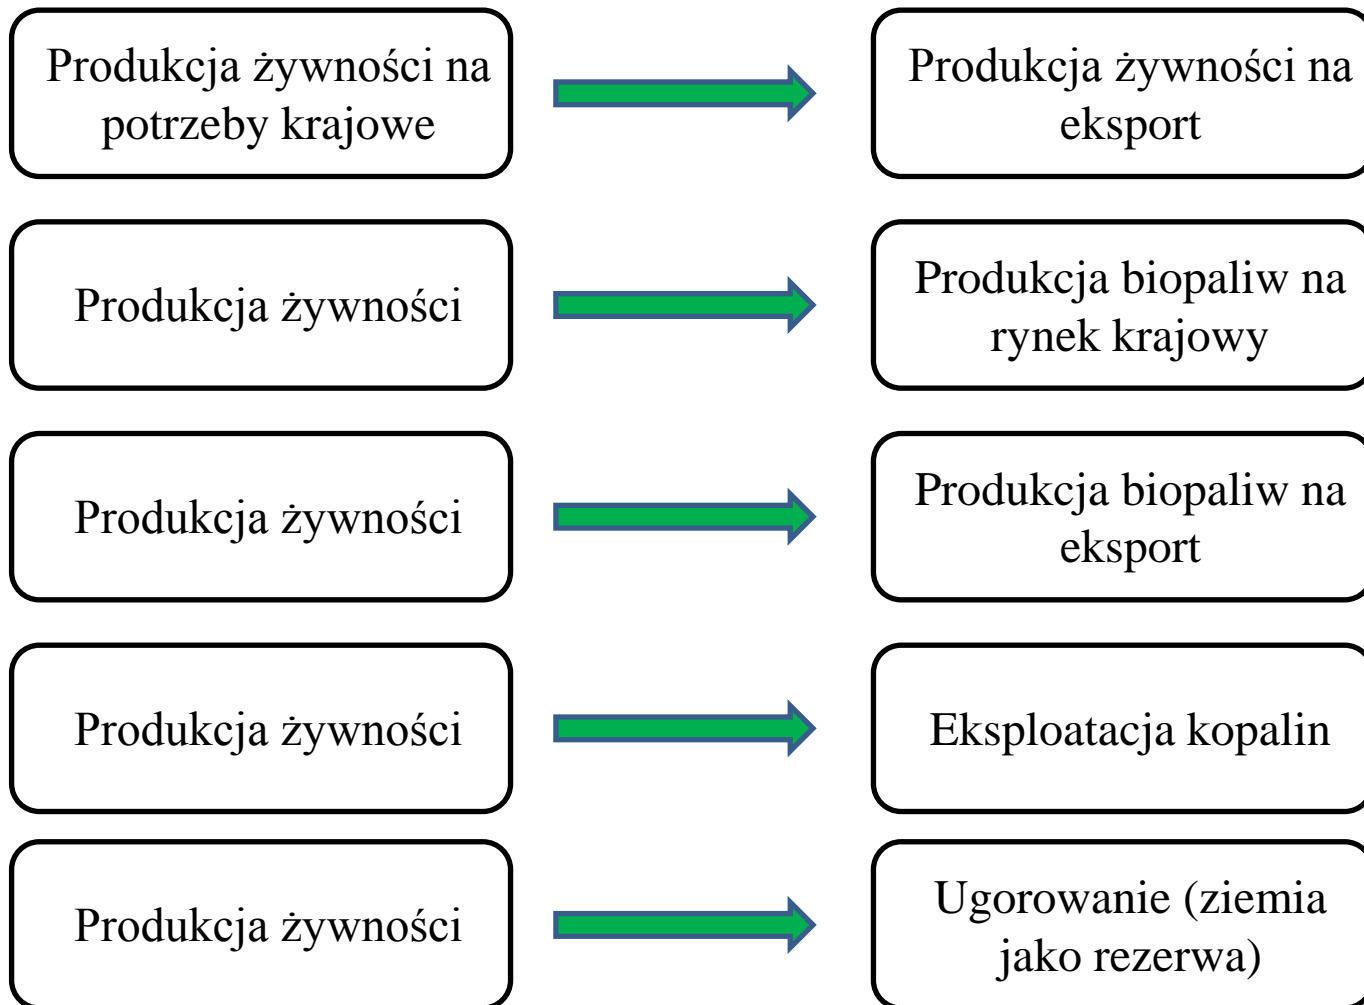 Produkcja żywności na
potrzeby krajowe
Produkcja żywności na
eksport
Produkcja żywności
Produkcja biopaliw na
rynek krajowy
Produkcja żywności
Produkcja biopaliw na
eksport
Produkcja żywności
Eksploatacja kopalin
Produkcja żywności
Ugorowanie (ziemia
jako rezerwa)